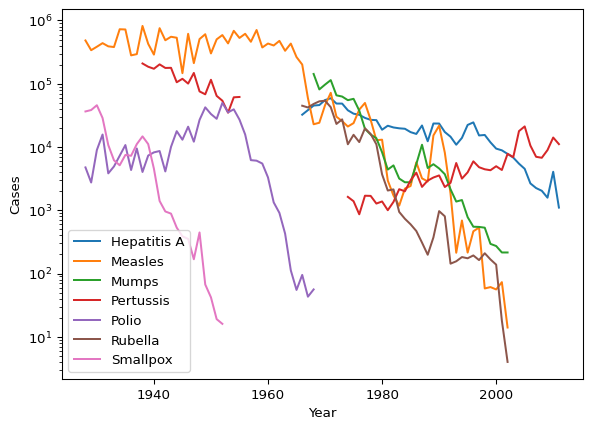 10^6
10^5
10^4
10^3
10^2
10^1
Cases
Hepatitis A
Measles
Mumps
Pertussis
Polio
Rubella
Smallpox
1940 1960 1980 2000
Year